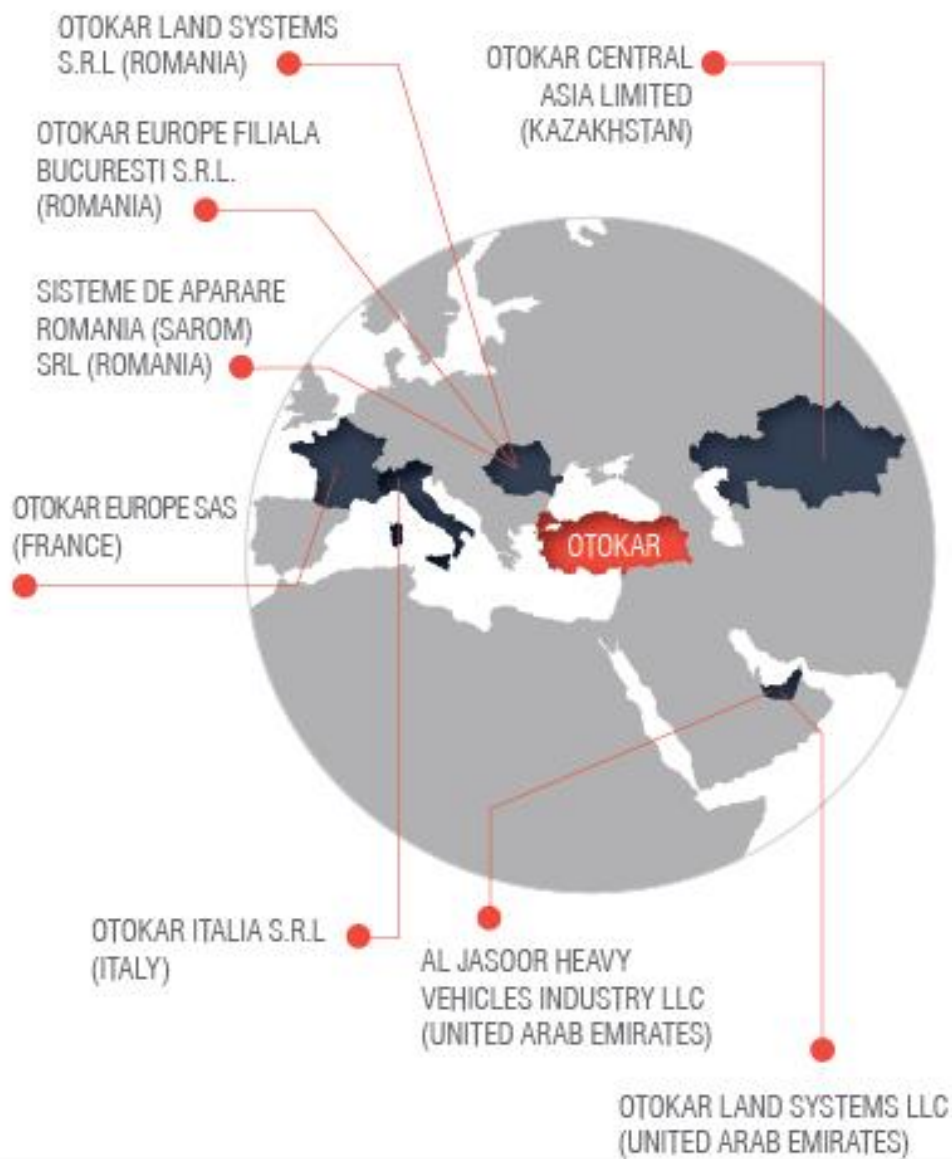 OTOKAR LAND SYSTEMS
S.R.L (ROMANIA)
OTOKAR CENTRAL
ASIA LIMITED
(KAZAKHSTAN)
OTOKAR EUROPE FILIALA
BUCURESTI S.R.L.
(ROMANIA)
SISTEME DE APARARE
ROMANIA (SAROM)
SRL (ROMANIA)
OTOKAR EUROPE SAS
(FRANCE)
OTOKAR
OTOKAR ITALIA S.R.L
(ITALY)
AL JASOOR HEAVY
VEHICLES INDUSTRY LLC
(UNITED ARAB EMIRATES)
OTOKAR LAND SYSTEMS LLC
(UNITED ARAB EMIRATES)